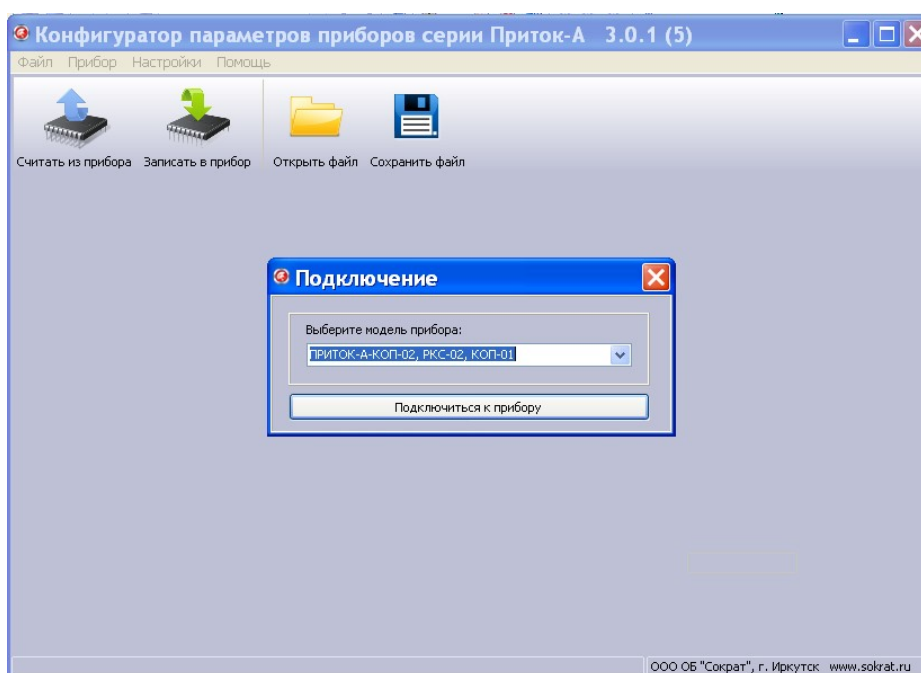 Конфигуратор параметров приборов серии Приток-А 3.0.1 (5)
Файл Прибор Настройки Помощь
Считать из прибора Записать в прибор Открыть файл Сохранить файл
Подключение
Выберите модель прибора:
ПРИТОК-А-КОП-02, РКС-02, КОП-01
Подключиться к прибору
ООО ОБ "Сократ", г. Иркутск www.sokrat.ru